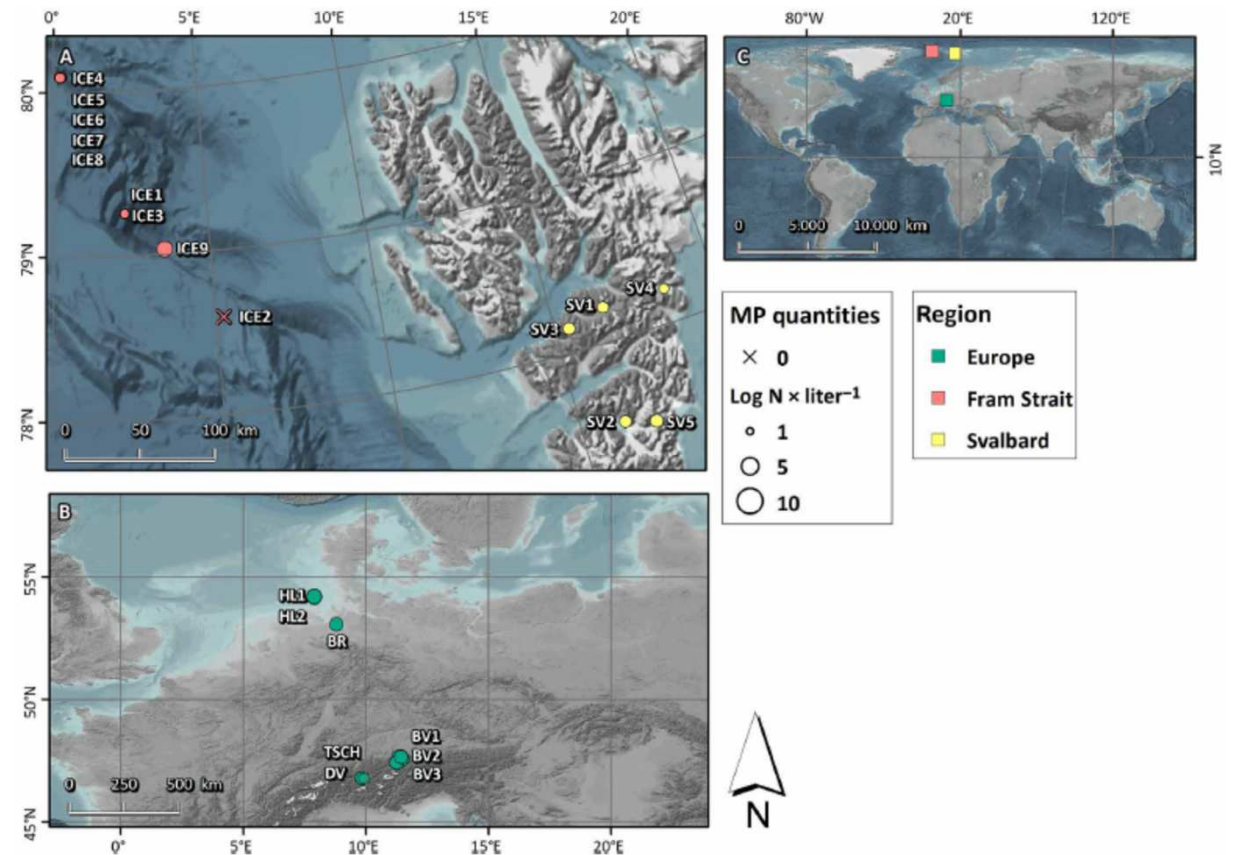 0° 5°E 10°E 15°E 20°E
80°W 20°E 120°E
A
80°N
79°N
78°N
ICE4
ICE5
ICE6
ICE7
ICE8
ICE1
ICE3
ICE9
ICE2
SV4
SV1
SV3
SV2
SV5
0 50 100 km
C
10°N
0 5.000 10.000 km
MP quantities
0
Log N × liter⁻¹
1
5
10
Region
Europe
Fram Strait
Svalbard
B
55°N
50°N
45°N
HL1
HL2
BR
TSCH
DV
BV1
BV2
BV3
0 250 500 km
0° 5°E 10°E 15°E 20°E
N